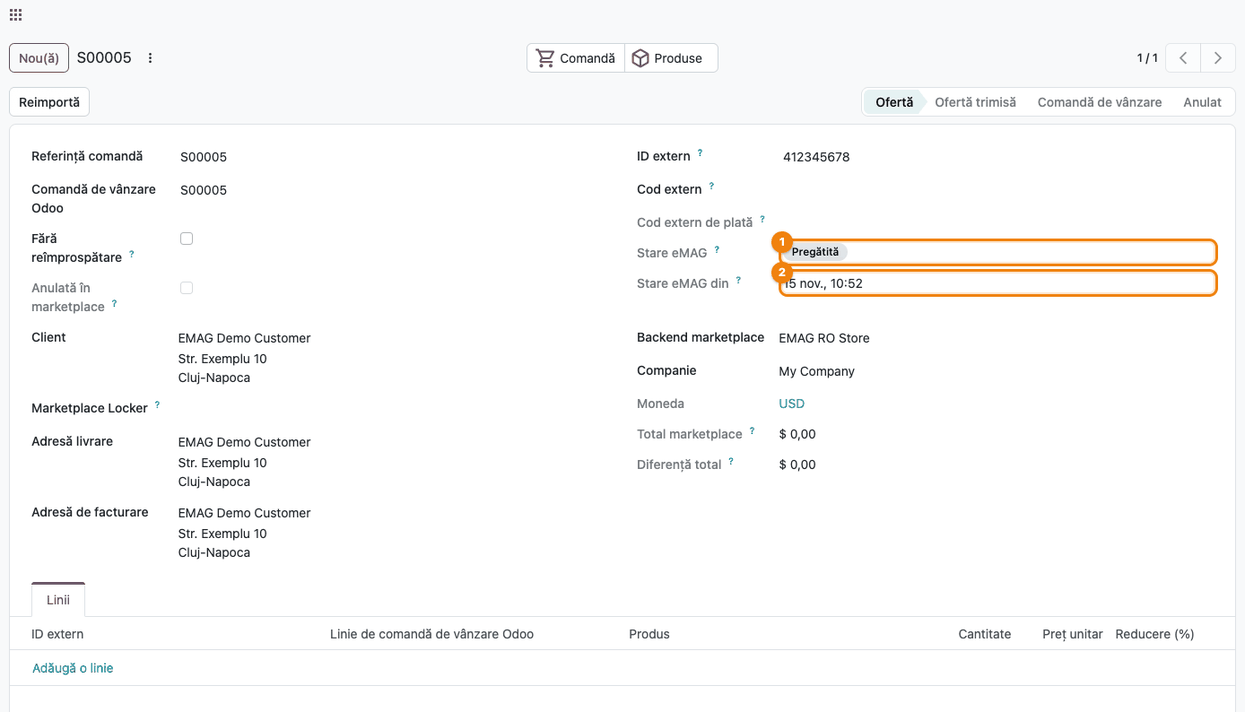 Nou(ă) S00005
Comandă Produse
1 / 1
Reimportă
Ofertă Ofertă trimisă Comandă de vânzare Anulat
Referință comandă S00005
Comandă de vânzare Odoo S00005
Fără reîmprospătare ?
Anulată în marketplace ?
Client EMAG Demo Customer
Str. Exemplu 10
Cluj-Napoca
Marketplace Locker ?
Adresă livrare EMAG Demo Customer
Str. Exemplu 10
Cluj-Napoca
Adresă de facturare EMAG Demo Customer
Str. Exemplu 10
Cluj-Napoca
ID extern ? 412345678
Cod extern ?
Cod extern de plată ?
Stare eMAG ? 1 Pregătită
Stare eMAG din ? 2 15 nov., 10:52
Backend marketplace EMAG RO Store
Companie My Company
Moneda USD
Total marketplace ? $ 0,00
Diferență total ? $ 0,00
Linii
ID extern Linie de comandă de vânzare Odoo Produs Cantitate Preț unitar Reducere (%)
Adăugă o linie